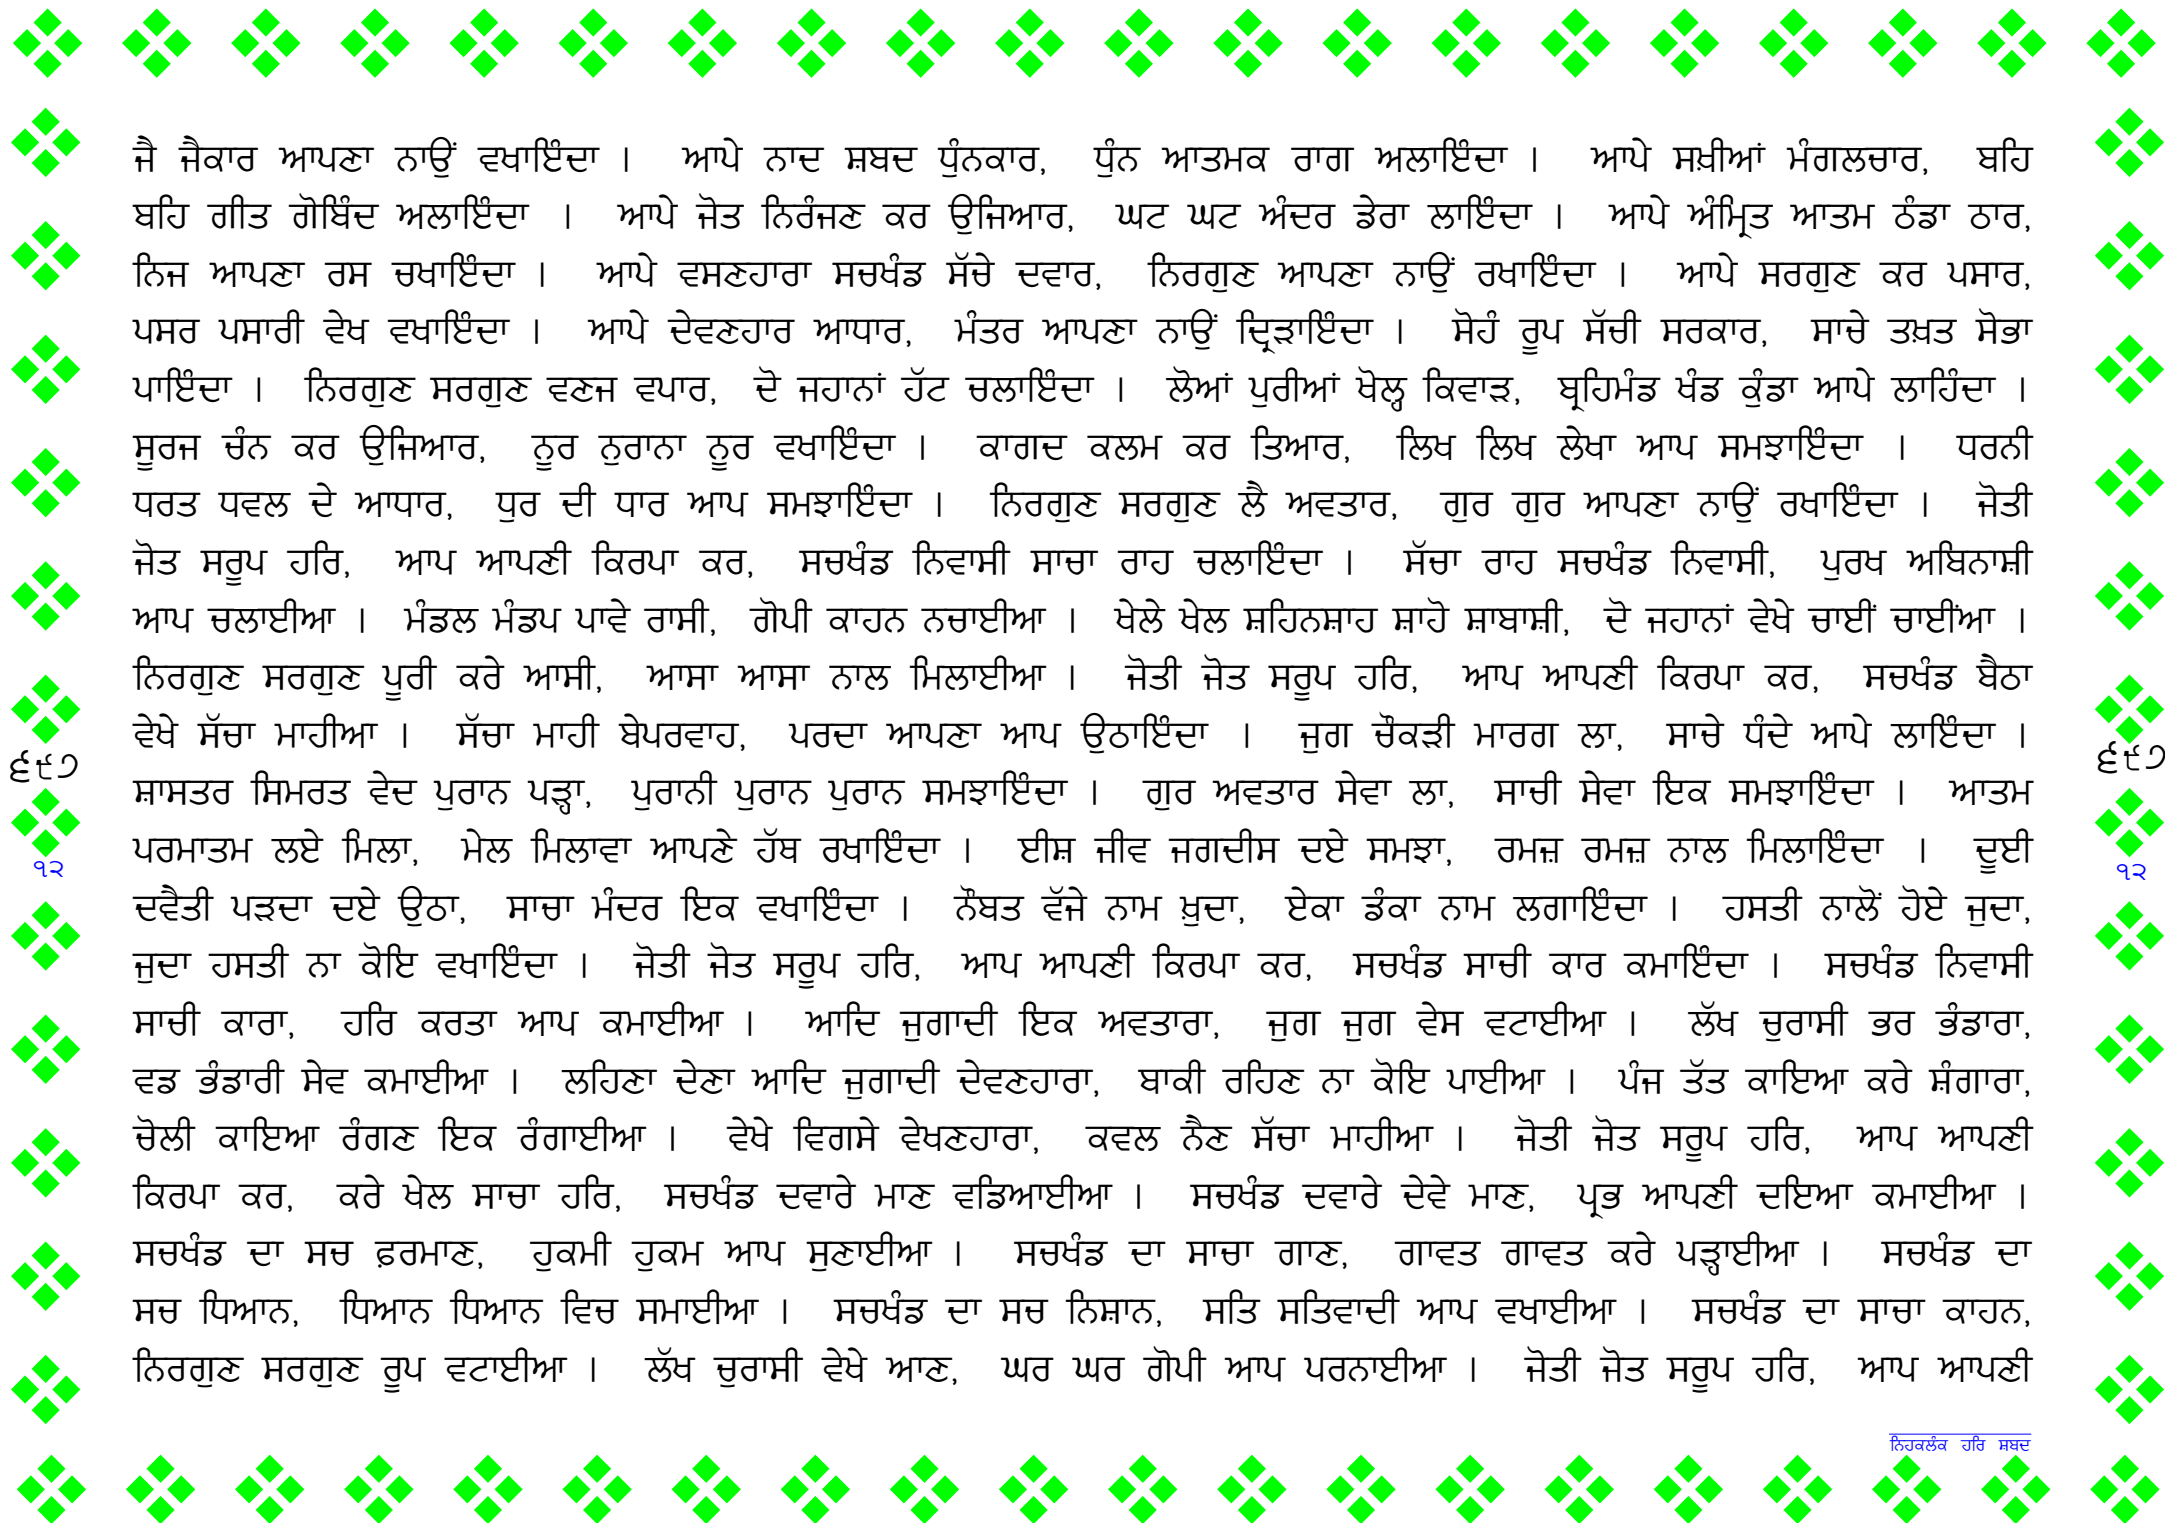 ਜੈ ਜੈਕਾਰ ਆਪਣਾ ਨਾਉਂ ਵਖਾਇੰਦਾ । ਆਪੇ ਨਾਦ ਸ਼ਬਦ ਧੁੰਨਕਾਰ, ਧੁੰਨ ਆਤਮਕ ਰਾਗ ਅਲਾਇੰਦਾ । ਆਪੇ ਸਖ਼ੀਆਂ ਮੰਗਲਚਾਰ, ਬਹਿ
ਬਹਿ ਗੀਤ ਗੋਬਿੰਦ ਅਲਾਇੰਦਾ । ਆਪੇ ਜੋਤ ਨਿਰੰਜਣ ਕਰ ਉਜਿਆਰ, ਘਟ ਘਟ ਅੰਦਰ ਡੇਰਾ ਲਾਇੰਦਾ । ਆਪੇ ਅੰਮ੍ਰਿਤ ਆਤਮ ਠੰਡਾ ਠਾਰ,
ਨਿਜ ਆਪਣਾ ਰਸ ਚਖਾਇੰਦਾ । ਆਪੇ ਵਸਣਹਾਰਾ ਸਚਖੰਡ ਸੱਚੇ ਦਵਾਰ, ਨਿਰਗੁਣ ਆਪਣਾ ਨਾਉਂ ਰਖਾਇੰਦਾ । ਆਪੇ ਸਰਗੁਣ ਕਰ ਪਸਾਰ,
ਪਸਰ ਪਸਾਰੀ ਵੇਖ ਵਖਾਇੰਦਾ । ਆਪੇ ਦੇਵਣਹਾਰ ਆਧਾਰ, ਮੰਤਰ ਆਪਣਾ ਨਾਉਂ ਦ੍ਰਿੜਾਇੰਦਾ । ਸੋਹੰ ਰੂਪ ਸੱਚੀ ਸਰਕਾਰ, ਸਾਚੇ ਤਖ਼ਤ ਸੋਭਾ
ਪਾਇੰਦਾ । ਨਿਰਗੁਣ ਸਰਗੁਣ ਵਣਜ ਵਪਾਰ, ਦੋ ਜਹਾਨਾਂ ਹੱਟ ਚਲਾਇੰਦਾ । ਲੋਆਂ ਪੁਰੀਆਂ ਖੋਲ੍ਹ ਕਿਵਾੜ, ਬ੍ਰਹਿਮੰਡ ਖੰਡ ਕੁੰਡਾ ਆਪੇ ਲਾਹਿੰਦਾ ।
ਸੂਰਜ ਚੰਨ ਕਰ ਉਜਿਆਰ, ਨੂਰ ਨੁਰਾਨਾ ਨੂਰ ਵਖਾਇੰਦਾ । ਕਾਗਦ ਕਲਮ ਕਰ ਤਿਆਰ, ਲਿਖ ਲਿਖ ਲੇਖਾ ਆਪ ਸਮਝਾਇੰਦਾ । ਧਰਨੀ
ਧਰਤ ਧਵਲ ਦੇ ਆਧਾਰ, ਧੁਰ ਦੀ ਧਾਰ ਆਪ ਸਮਝਾਇੰਦਾ । ਨਿਰਗੁਣ ਸਰਗੁਣ ਲੈ ਅਵਤਾਰ, ਗੁਰ ਗੁਰ ਆਪਣਾ ਨਾਉਂ ਰਖਾਇੰਦਾ । ਜੋਤੀ
ਜੋਤ ਸਰੂਪ ਹਰਿ, ਆਪ ਆਪਣੀ ਕਿਰਪਾ ਕਰ, ਸਚਖੰਡ ਨਿਵਾਸੀ ਸਾਚਾ ਰਾਹ ਚਲਾਇੰਦਾ । ਸੱਚਾ ਰਾਹ ਸਚਖੰਡ ਨਿਵਾਸੀ, ਪੁਰਖ ਅਬਿਨਾਸ਼ੀ
ਆਪ ਚਲਾਈਆ । ਮੰਡਲ ਮੰਡਪ ਪਾਵੇ ਰਾਸੀ, ਗੋਪੀ ਕਾਹਨ ਨਚਾਈਆ । ਖੇਲੇ ਖੇਲ ਸ਼ਹਿਨਸ਼ਾਹ ਸ਼ਾਹੋ ਸ਼ਾਬਾਸ਼ੀ, ਦੋ ਜਹਾਨਾਂ ਵੇਖੇ ਚਾਈਂ ਚਾਈਂਆ ।
ਨਿਰਗੁਣ ਸਰਗੁਣ ਪੂਰੀ ਕਰੇ ਆਸੀ, ਆਸਾ ਆਸਾ ਨਾਲ ਮਿਲਾਈਆ । ਜੋਤੀ ਜੋਤ ਸਰੂਪ ਹਰਿ, ਆਪ ਆਪਣੀ ਕਿਰਪਾ ਕਰ, ਸਚਖੰਡ ਬੈਠਾ
ਵੇਖੇ ਸੱਚਾ ਮਾਹੀਆ । ਸੱਚਾ ਮਾਹੀ ਬੇਪਰਵਾਹ, ਪਰਦਾ ਆਪਣਾ ਆਪ ਉਠਾਇੰਦਾ । ਜੁਗ ਚੌਕੜੀ ਮਾਰਗ ਲਾ, ਸਾਚੇ ਧੰਦੇ ਆਪੇ ਲਾਇੰਦਾ ।
ਸ਼ਾਸਤਰ ਸਿਮਰਤ ਵੇਦ ਪੁਰਾਨ ਪੜ੍ਹਾ, ਪੁਰਾਨੀ ਪੁਰਾਨ ਪੁਰਾਨ ਸਮਝਾਇੰਦਾ । ਗੁਰ ਅਵਤਾਰ ਸੇਵਾ ਲਾ, ਸਾਚੀ ਸੇਵਾ ਇਕ ਸਮਝਾਇੰਦਾ । ਆਤਮ
ਪਰਮਾਤਮ ਲਏ ਮਿਲਾ, ਮੇਲ ਮਿਲਾਵਾ ਆਪਣੇ ਹੱਥ ਰਖਾਇੰਦਾ । ਈਸ਼ ਜੀਵ ਜਗਦੀਸ ਦਏ ਸਮਝਾ, ਰਮਜ਼ ਰਮਜ਼ ਨਾਲ ਮਿਲਾਇੰਦਾ । ਦੂਈ
ਦਵੈਤੀ ਪੜਦਾ ਦਏ ਉਠਾ, ਸਾਚਾ ਮੰਦਰ ਇਕ ਵਖਾਇੰਦਾ । ਨੌਬਤ ਵੱਜੇ ਨਾਮ ਖ਼ੁਦਾ, ਏਕਾ ਡੰਕਾ ਨਾਮ ਲਗਾਇੰਦਾ । ਹਸਤੀ ਨਾਲੋਂ ਹੋਏ ਜੁਦਾ,
ਜੁਦਾ ਹਸਤੀ ਨਾ ਕੋਇ ਵਖਾਇੰਦਾ । ਜੋਤੀ ਜੋਤ ਸਰੂਪ ਹਰਿ, ਆਪ ਆਪਣੀ ਕਿਰਪਾ ਕਰ, ਸਚਖੰਡ ਸਾਚੀ ਕਾਰ ਕਮਾਇੰਦਾ । ਸਚਖੰਡ ਨਿਵਾਸੀ
ਸਾਚੀ ਕਾਰਾ, ਹਰਿ ਕਰਤਾ ਆਪ ਕਮਾਈਆ । ਆਦਿ ਜੁਗਾਦੀ ਇਕ ਅਵਤਾਰਾ, ਜੁਗ ਜੁਗ ਵੇਸ ਵਟਾਈਆ । ਲੱਖ ਚੁਰਾਸੀ ਭਰ ਭੰਡਾਰਾ,
ਵਡ ਭੰਡਾਰੀ ਸੇਵ ਕਮਾਈਆ । ਲਹਿਣਾ ਦੇਣਾ ਆਦਿ ਜੁਗਾਦੀ ਦੇਵਣਹਾਰਾ, ਬਾਕੀ ਰਹਿਣ ਨਾ ਕੋਇ ਪਾਈਆ । ਪੰਜ ਤੱਤ ਕਾਇਆ ਕਰੇ ਸ਼ੰਗਾਰਾ,
ਚੋਲੀ ਕਾਇਆ ਰੰਗਣ ਇਕ ਰੰਗਾਈਆ । ਵੇਖੇ ਵਿਗਸੇ ਵੇਖਣਹਾਰਾ, ਕਵਲ ਨੈਣ ਸੱਚਾ ਮਾਹੀਆ । ਜੋਤੀ ਜੋਤ ਸਰੂਪ ਹਰਿ, ਆਪ ਆਪਣੀ
ਕਿਰਪਾ ਕਰ, ਕਰੇ ਖੇਲ ਸਾਚਾ ਹਰਿ, ਸਚਖੰਡ ਦਵਾਰੇ ਮਾਣ ਵਡਿਆਈਆ । ਸਚਖੰਡ ਦਵਾਰੇ ਦੇਵੇ ਮਾਣ, ਪ੍ਰਭ ਆਪਣੀ ਦਇਆ ਕਮਾਈਆ ।
ਸਚਖੰਡ ਦਾ ਸਚ ਫ਼ਰਮਾਣ, ਹੁਕਮੀ ਹੁਕਮ ਆਪ ਸੁਣਾਈਆ । ਸਚਖੰਡ ਦਾ ਸਾਚਾ ਗਾਣ, ਗਾਵਤ ਗਾਵਤ ਕਰੇ ਪੜ੍ਹਾਈਆ । ਸਚਖੰਡ ਦਾ
ਸਚ ਧਿਆਨ, ਧਿਆਨ ਧਿਆਨ ਵਿਚ ਸਮਾਈਆ । ਸਚਖੰਡ ਦਾ ਸਚ ਨਿਸ਼ਾਨ, ਸਤਿ ਸਤਿਵਾਦੀ ਆਪ ਵਖਾਈਆ । ਸਚਖੰਡ ਦਾ ਸਾਚਾ ਕਾਹਨ,
ਨਿਰਗੁਣ ਸਰਗੁਣ ਰੂਪ ਵਟਾਈਆ । ਲੱਖ ਚੁਰਾਸੀ ਵੇਖੇ ਆਣ, ਘਰ ਘਰ ਗੋਪੀ ਆਪ ਪਰਨਾਈਆ । ਜੋਤੀ ਜੋਤ ਸਰੂਪ ਹਰਿ, ਆਪ ਆਪਣੀ
੬੯੭
੧੨
੬੯੭
੧੨
ਨਿਹਕਲੰਕ ਹਰਿ ਸ਼ਬਦ